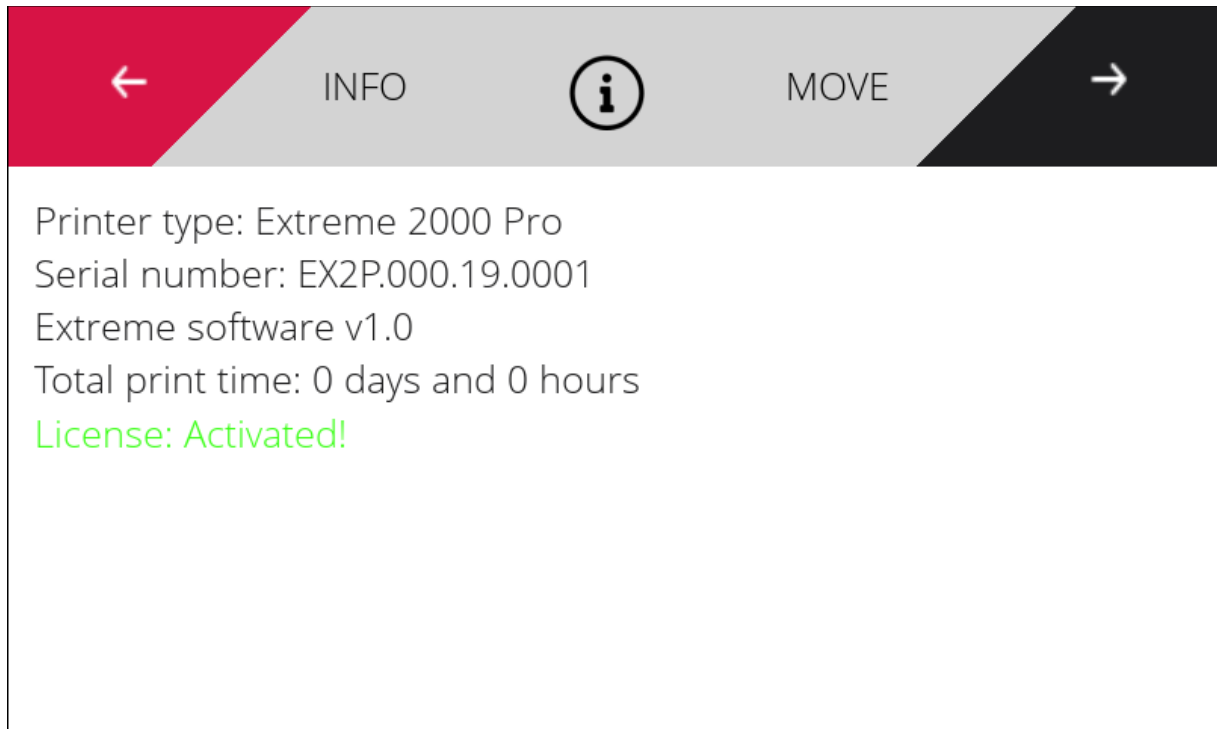 INFO MOVE
Printer type: Extreme 2000 Pro
Serial number: EX2P.000.19.0001
Extreme software v1.0
Total print time: 0 days and 0 hours
License: Activated!